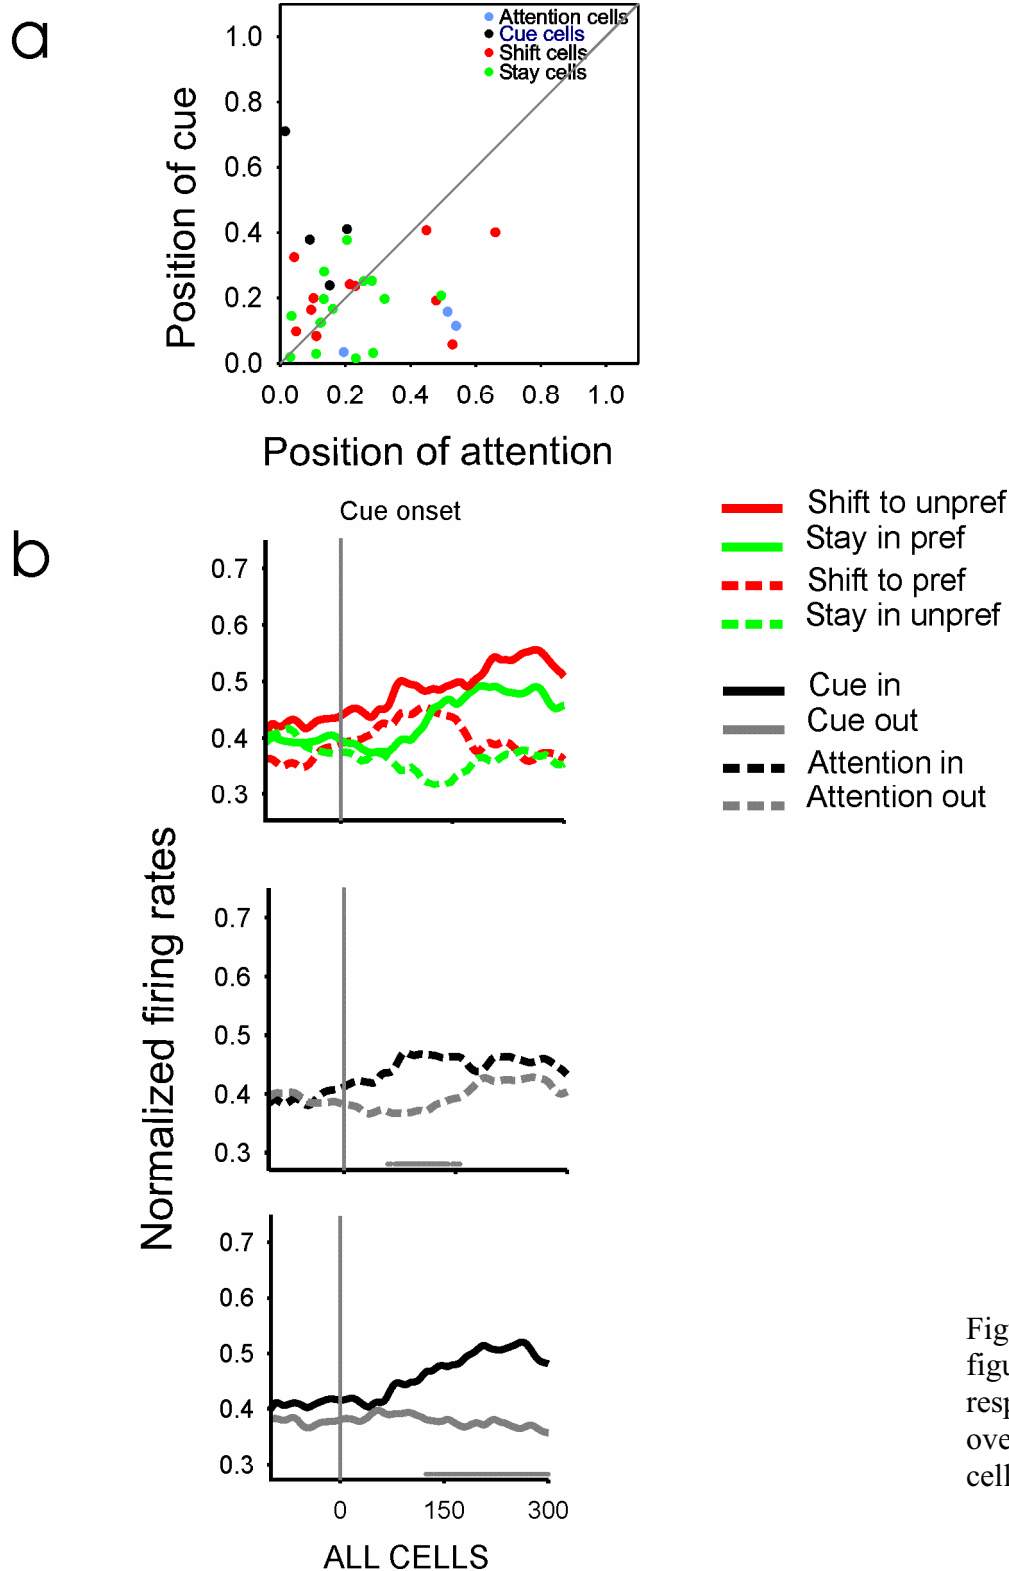 a
Attention cells
Cue cells
Shift cells
Stay cells
1.0
0.8
0.6
0.4
0.2
0.0
Position of cue
0.0 0.2 0.4 0.6 0.8 1.0
Position of attention
b
Cue onset
Shift to unpref
Stay in pref
Shift to pref
Stay in unpref
Cue in
Cue out
Attention in
Attention out
0.7
0.6
0.5
0.4
0.3
Normalized firing rates
0.7
0.6
0.5
0.4
0.3
0.7
0.6
0.5
0.4
0.3
0 150 300
ALL CELLS
Fig
figu
resp
ove
cell